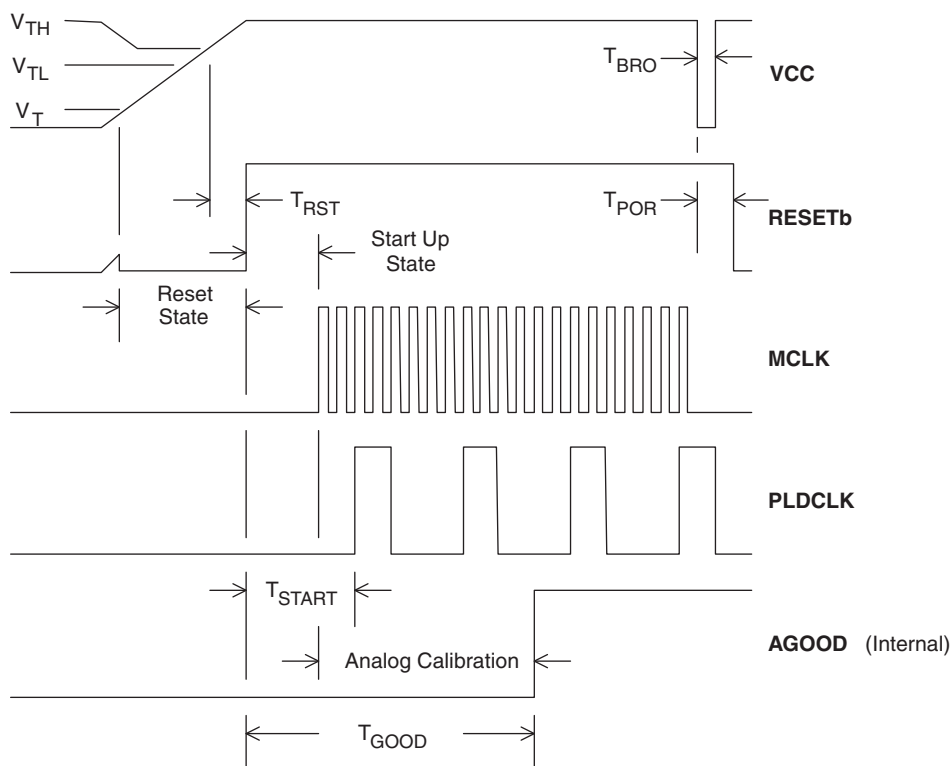 VTH
VTL
VT
TBRO
VCC
TRST
TPOR
RESETb
Start Up
State
Reset
State
MCLK
PLDCLK
TSTART
AGOOD (Internal)
Analog Calibration
TGOOD